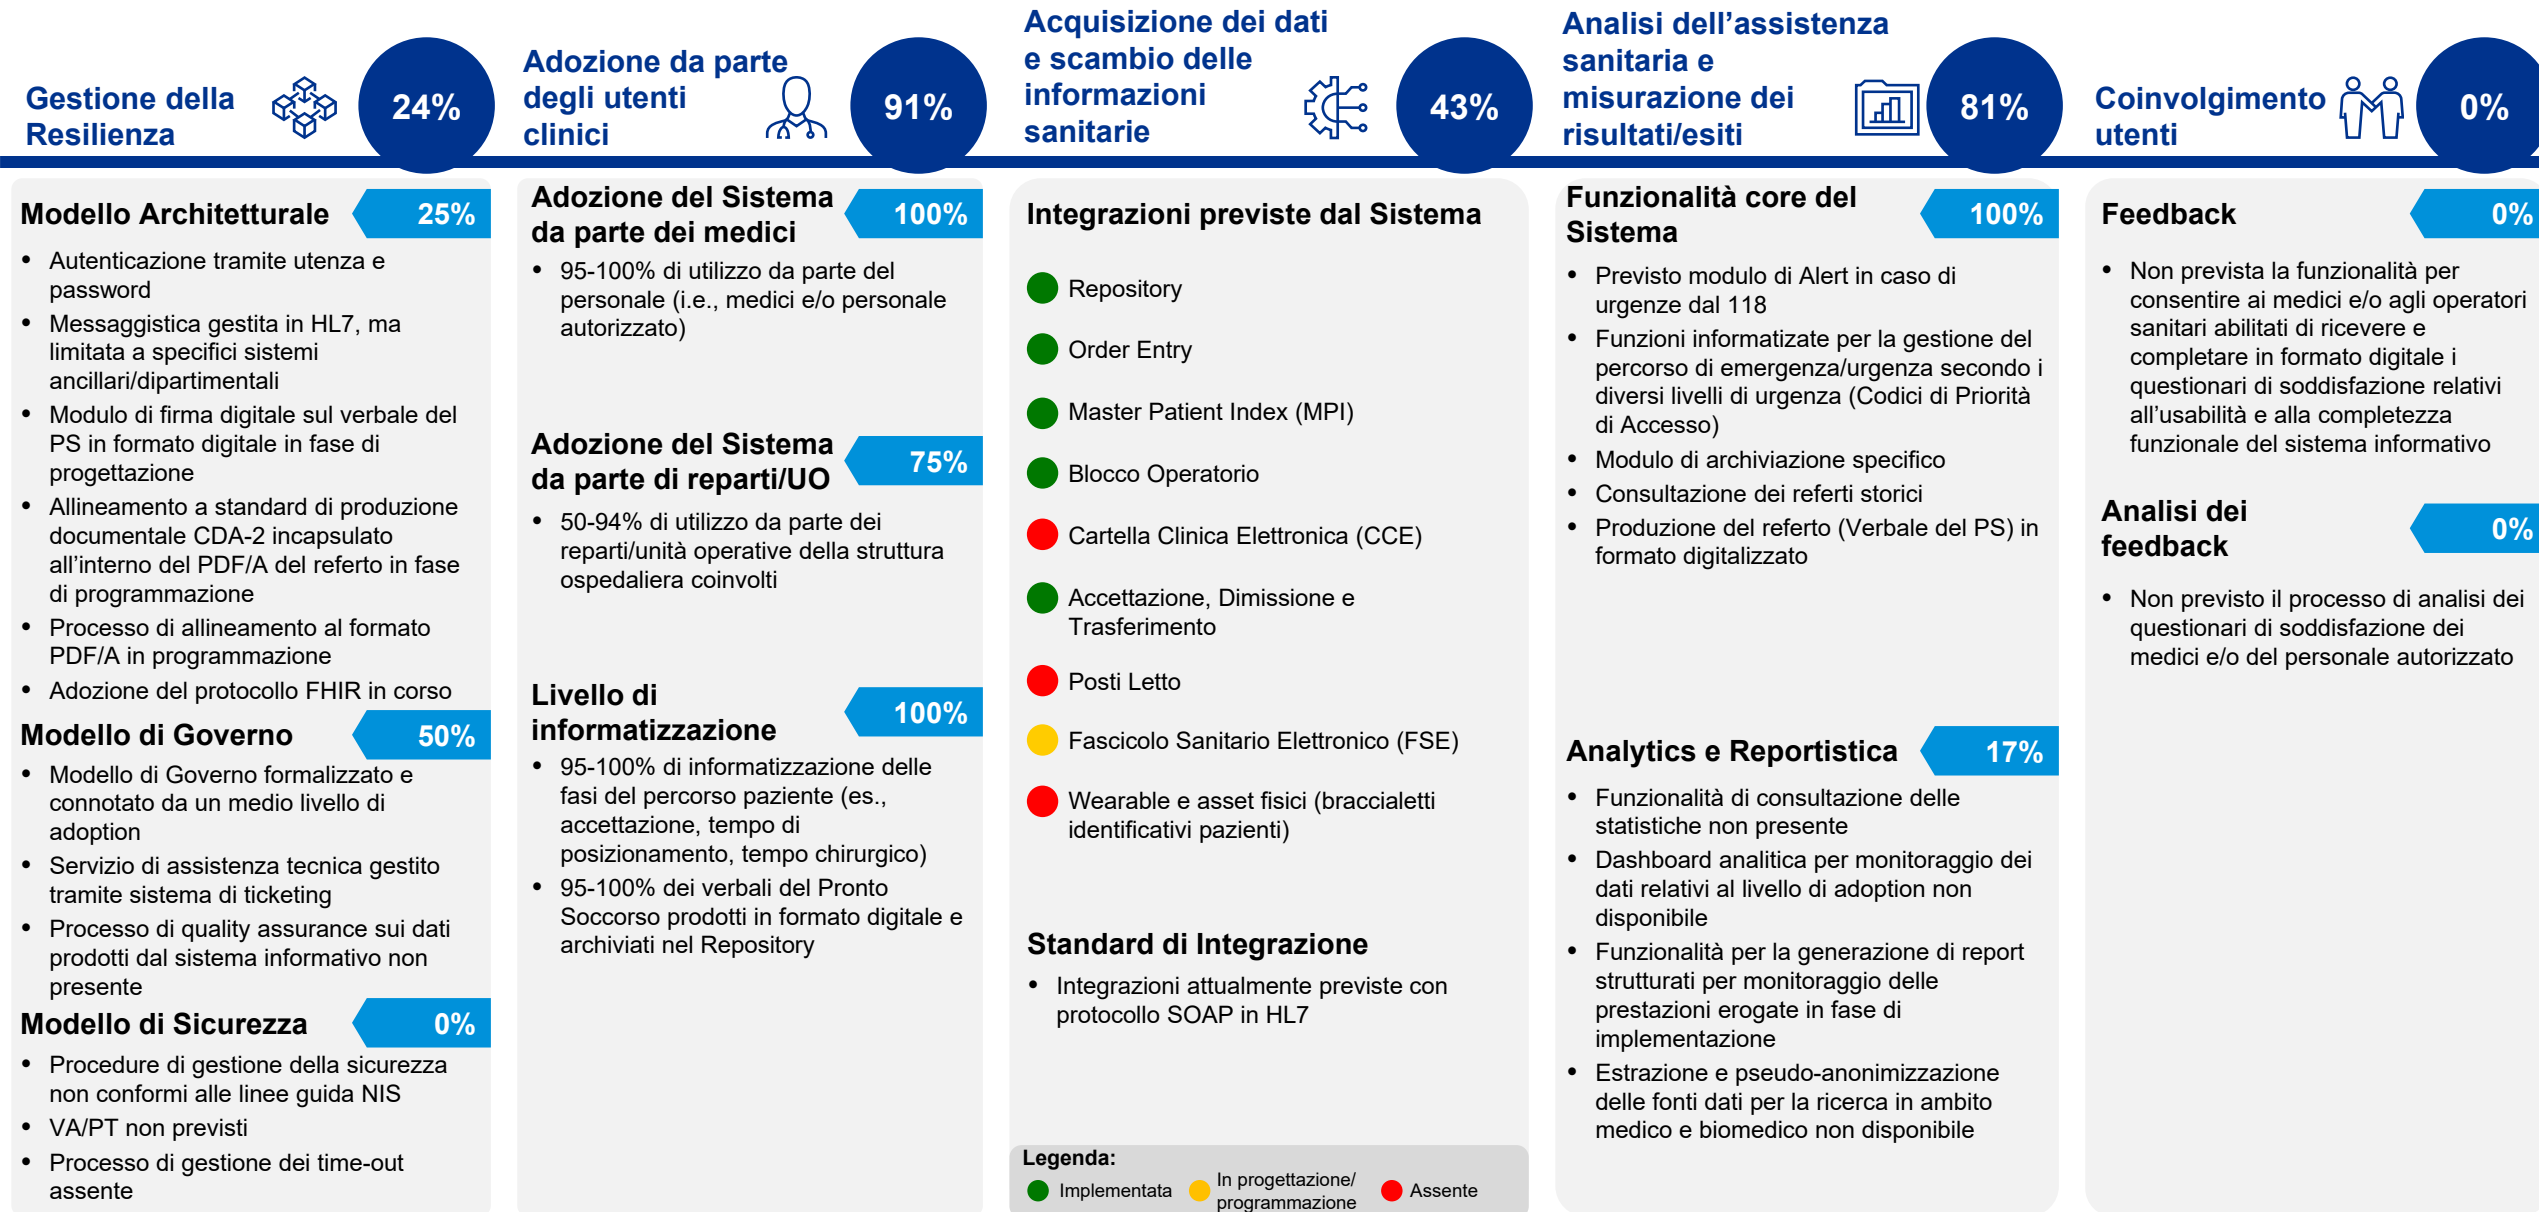 Gestione della
Resilienza
24%
Adozione da parte
degli utenti
clinici
91%
Acquisizione dei dati
e scambio delle
informazioni
sanitarie
43%
Analisi dell’assistenza
sanitaria e
misurazione dei
risultati/esiti
81%
Coinvolgimento
utenti
0%
Modello Architetturale
25%
• Autenticazione tramite utenza e
password
• Messaggistica gestita in HL7, ma
limitata a specifici sistemi
ancillari/dipartimentali
• Modulo di firma digitale sul verbale del
PS in formato digitale in fase di
progettazione
• Allineamento a standard di produzione
documentale CDA-2 incapsulato
all’interno del PDF/A del referto in fase
di programmazione
• Processo di allineamento al formato
PDF/A in programmazione
• Adozione del protocollo FHIR in corso
Modello di Governo
50%
• Modello di Governo formalizzato e
connotato da un medio livello di
adoption
• Servizio di assistenza tecnica gestito
tramite sistema di ticketing
• Processo di quality assurance sui dati
prodotti dal sistema informativo non
presente
Modello di Sicurezza
0%
• Procedure di gestione della sicurezza
non conformi alle linee guida NIS
• VA/PT non previsti
• Processo di gestione dei time-out
assente
Adozione del Sistema
da parte dei medici
100%
• 95-100% di utilizzo da parte del
personale (i.e., medici e/o personale
autorizzato)
Adozione del Sistema
da parte di reparti/UO
75%
• 50-94% di utilizzo da parte dei
reparti/unità operative della struttura
ospedaliera coinvolti
Livello di
informatizzazione
100%
• 95-100% di informatizzazione delle
fasi del percorso paziente (es.,
accettazione, tempo di
posizionamento, tempo chirurgico)
• 95-100% dei verbali del Pronto
Soccorso prodotti in formato digitale e
archiviati nel Repository
Integrazioni previste dal Sistema
Repository
Order Entry
Master Patient Index (MPI)
Blocco Operatorio
Cartella Clinica Elettronica (CCE)
Accettazione, Dimissione e
Trasferimento
Posti Letto
Fascicolo Sanitario Elettronico (FSE)
Wearable e asset fisici (braccialetti
identificativi pazienti)
Standard di Integrazione
• Integrazioni attualmente previste con
protocollo SOAP in HL7
Legenda:
Implementata
In progettazione/
programmazione
Assente
Funzionalità core del
Sistema
100%
• Previsto modulo di Alert in caso di
urgenze dal 118
• Funzioni informatizate per la gestione del
percorso di emergenza/urgenza secondo i
diversi livelli di urgenza (Codici di Priorità
di Accesso)
• Modulo di archiviazione specifico
• Consultazione dei referti storici
• Produzione del referto (Verbale del PS) in
formato digitalizzato
Analytics e Reportistica
17%
• Funzionalità di consultazione delle
statistiche non presente
• Dashboard analitica per monitoraggio dei
dati relativi al livello di adoption non
disponibile
• Funzionalità per la generazione di report
strutturati per monitoraggio delle
prestazioni erogate in fase di
implementazione
• Estrazione e pseudo-anonimizzazione
delle fonti dati per la ricerca in ambito
medico e biomedico non disponibile
Feedback
0%
• Non prevista la funzionalità per
consentire ai medici e/o agli operatori
sanitari abilitati di ricevere e
completare in formato digitale i
questionari di soddisfazione relativi
all’usabilità e alla completezza
funzionale del sistema informativo
Analisi dei
feedback
0%
• Non previsto il processo di analisi dei
questionari di soddisfazione dei
medici e/o del personale autorizzato